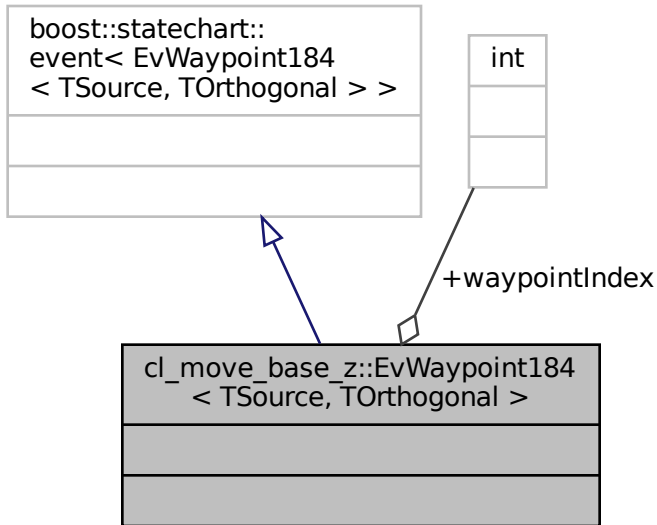 boost::statechart::
event< EvWaypoint184
< TSource, TOrthogonal > >
int
+waypointIndex
cl_move_base_z::EvWaypoint184
< TSource, TOrthogonal >